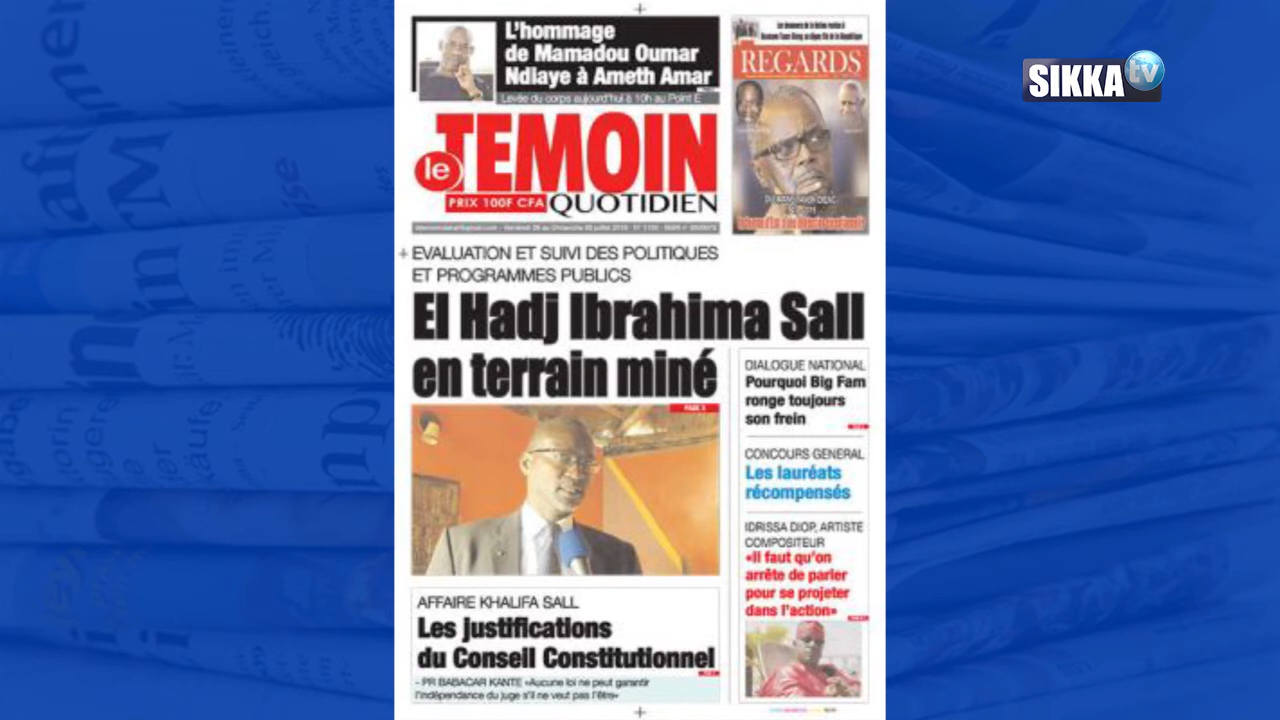 L'hommage
de Mamadou Oumar
Ndiaye à Ameth Amar
Levée du corps aujourd'hui à 10h au Point E
REGARDS
SIKKA tv
le TEMOIN
PRIX 100F CFA QUOTIDIEN
EVALUATION ET SUIVI DES POLITIQUES
ET PROGRAMMES PUBLICS
El Hadj Ibrahima Sall
en terrain miné
PAGE 3
DIALOGUE NATIONAL
Pourquoi Big Fam
ronge toujours
son frein
CONCOURS GENERAL
Les lauréats
récompensés
IDRISSA DIOP, ARTISTE
COMPOSITEUR
«Il faut qu'on
arrête de parler
pour se projeter
dans l'action»
AFFAIRE KHALIFA SALL
Les justifications
du Conseil Constitutionnel
- PR BABACAR KANTE «Aucune loi ne peut garantir
l'indépendance du juge s'il ne veut pas l'être»